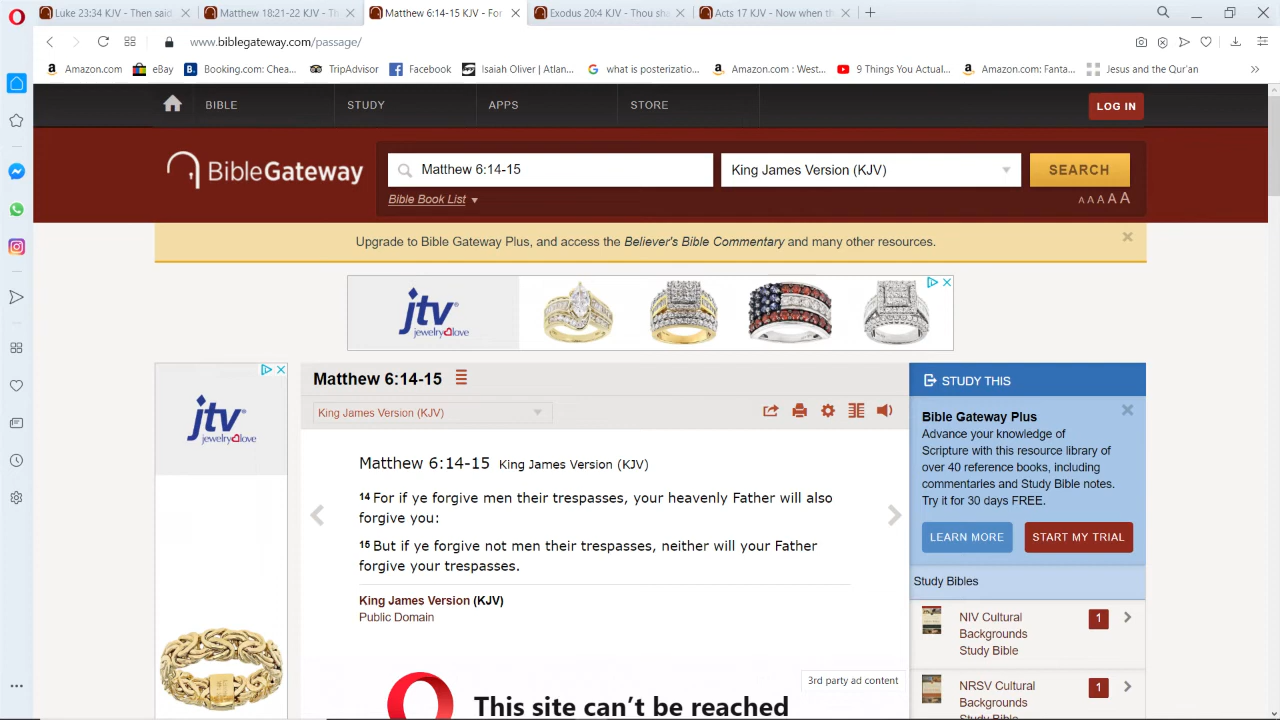 Luke 23:34 KJV - Then said
Matthew 18:21-22 KJV - Th
Matthew 6:14-15 KJV - For
Exodus 20:4 KJV - Thou sha
Acts 17 KJV - Now when th
www.biblegateway.com/passage/
Amazon.com
eBay
Booking.com: Chea...
TripAdvisor
Facebook
Isaiah Oliver | Atlan...
what is posterizatio...
Amazon.com : West...
9 Things You Actual...
Amazon.com: Fanta...
Jesus and the Qur'an
BIBLE
STUDY
APPS
STORE
LOG IN
BibleGateway
Matthew 6:14-15
King James Version (KJV)
SEARCH
Bible Book List
A A A A A
Upgrade to Bible Gateway Plus, and access the Believer's Bible Commentary and many other resources.
jtv
jewelry love
jtv
jewelry love
Matthew 6:14-15
King James Version (KJV)
Matthew 6:14-15 King James Version (KJV)
14 For if ye forgive men their trespasses, your heavenly Father will also
forgive you:
15 But if ye forgive not men their trespasses, neither will your Father
forgive your trespasses.
King James Version (KJV)
Public Domain
This site can't be reached
3rd party ad content
STUDY THIS
Bible Gateway Plus
Advance your knowledge of
Scripture with this resource library of
over 40 reference books, including
commentaries and Study Bible notes.
Try it for 30 days FREE.
LEARN MORE
START MY TRIAL
Study Bibles
NIV Cultural
Backgrounds
Study Bible
1
NRSV Cultural
Backgrounds
1